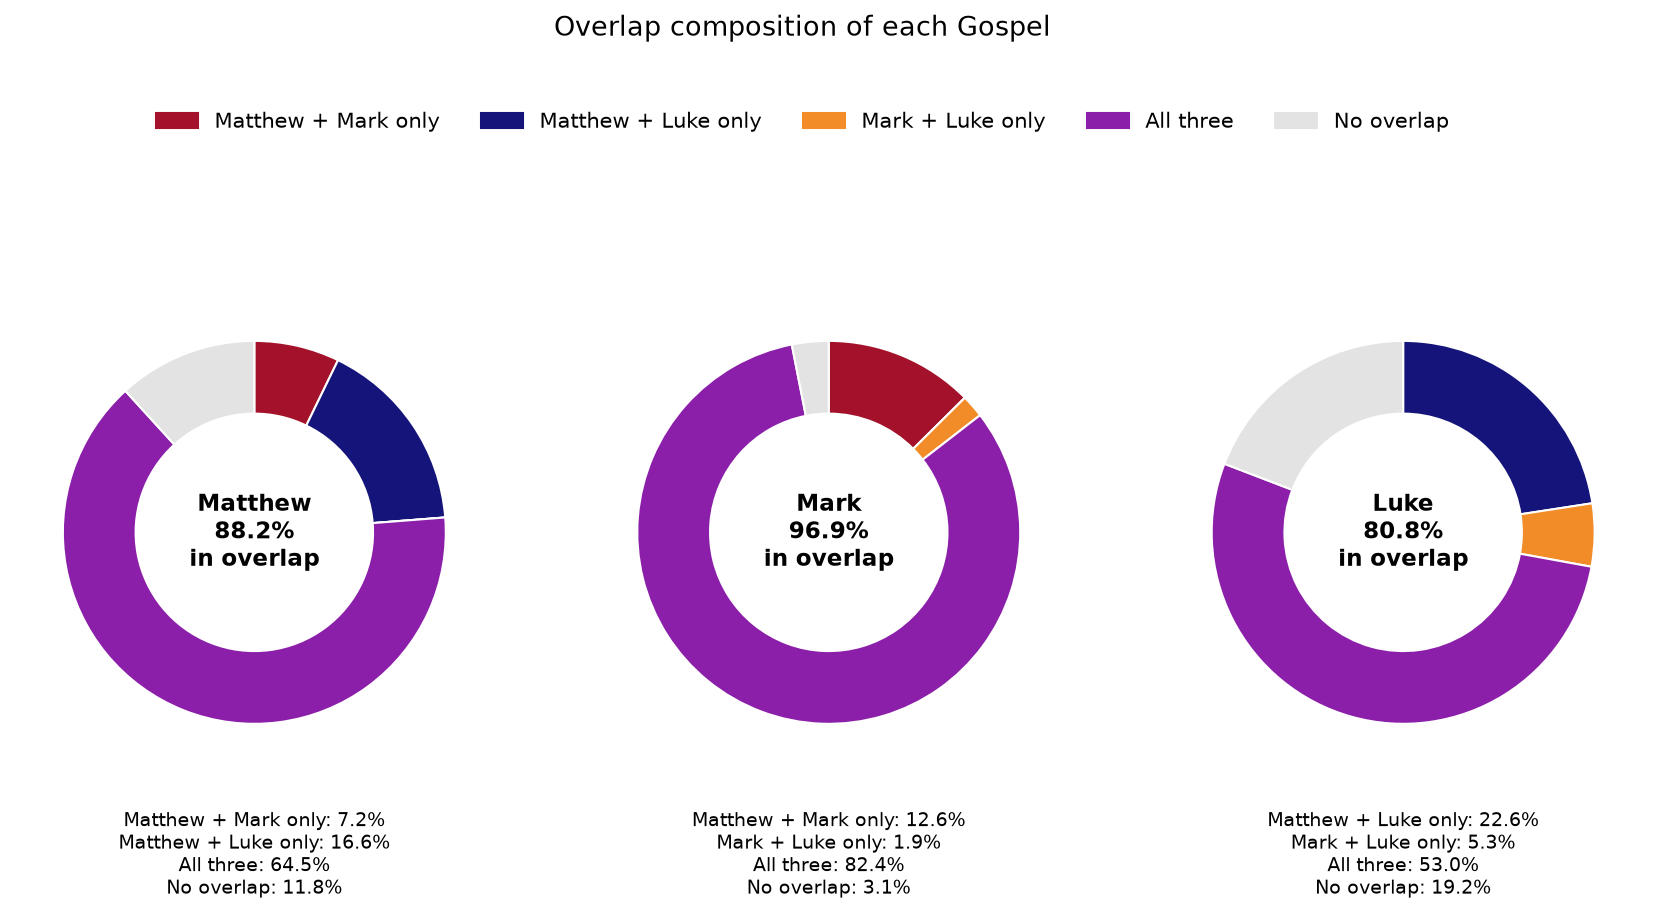 Overlap composition of each Gospel
Matthew + Mark only
Matthew + Luke only
Mark + Luke only
All three
No overlap
Matthew
88.2%
in overlap
Mark
96.9%
in overlap
Luke
80.8%
in overlap
Matthew + Mark only: 7.2%
Matthew + Luke only: 16.6%
All three: 64.5%
No overlap: 11.8%
Matthew + Mark only: 12.6%
Mark + Luke only: 1.9%
All three: 82.4%
No overlap: 3.1%
Matthew + Luke only: 22.6%
Mark + Luke only: 5.3%
All three: 53.0%
No overlap: 19.2%